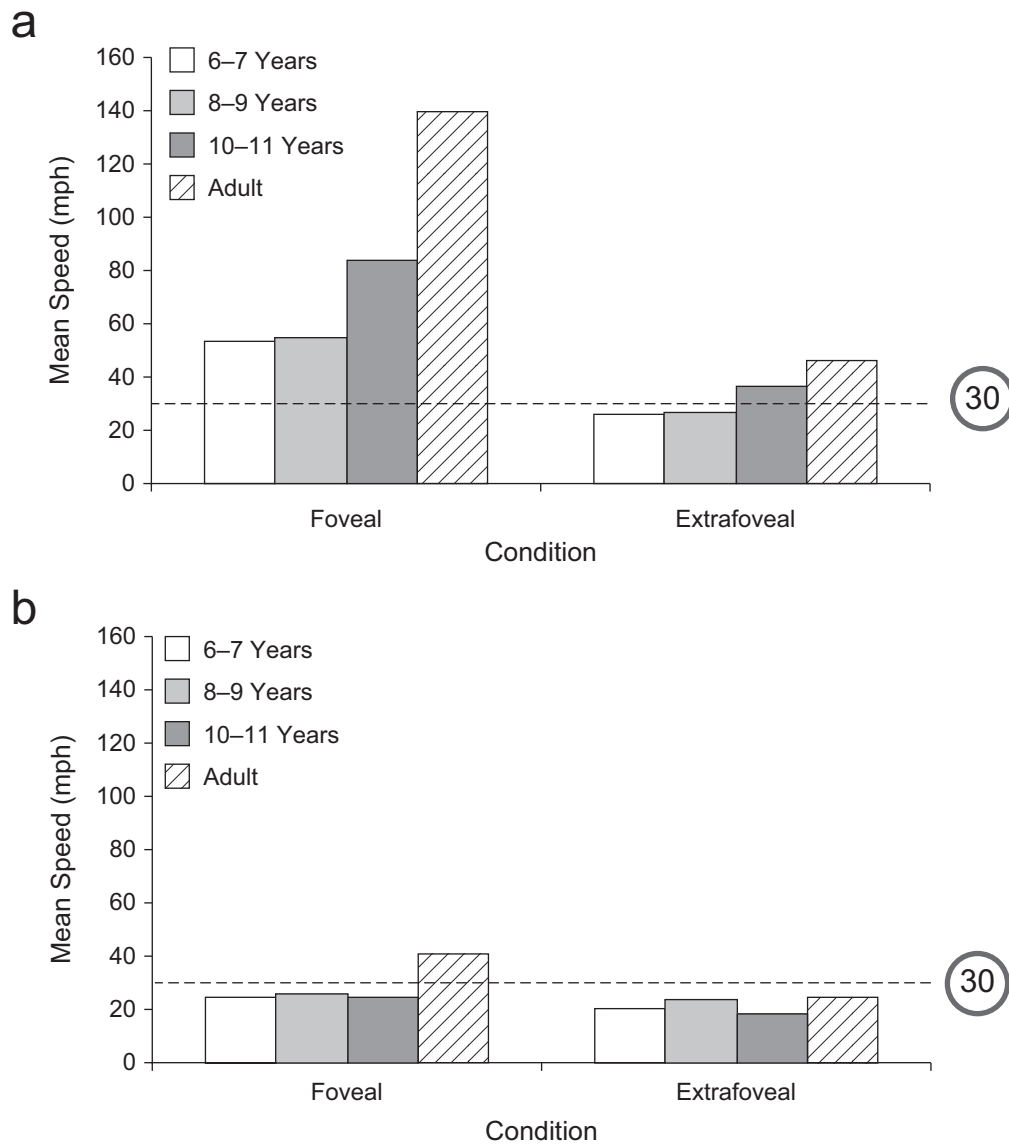 a
160
140
120
100
80
60
40
20
0
Mean Speed (mph)
6–7 Years
8–9 Years
10–11 Years
Adult
30
Foveal
Extrafoveal
Condition
b
160
140
120
100
80
60
40
20
0
Mean Speed (mph)
6–7 Years
8–9 Years
10–11 Years
Adult
30
Foveal
Extrafoveal
Condition